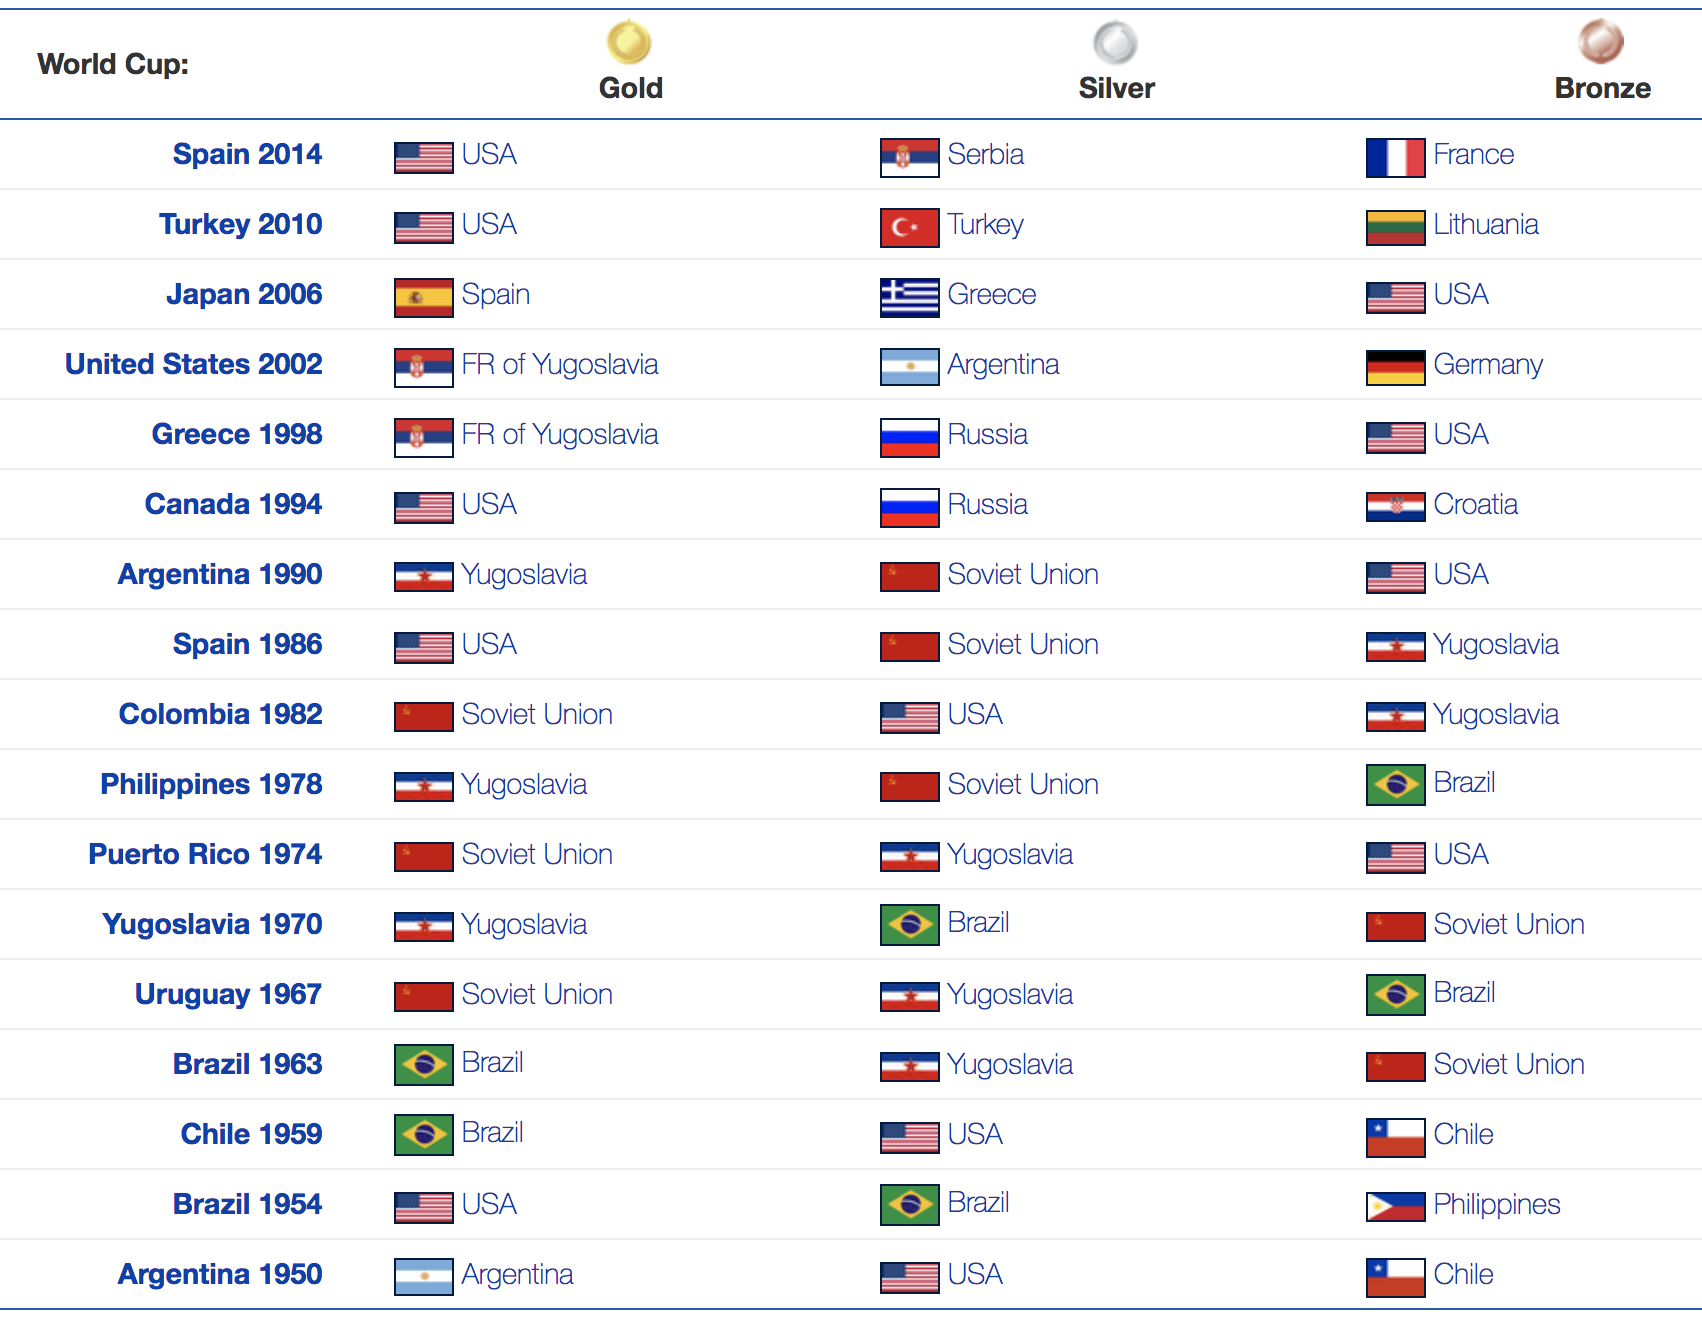 World Cup: Gold Silver Bronze
Spain 2014 USA Serbia France
Turkey 2010 USA Turkey Lithuania
Japan 2006 Spain Greece USA
United States 2002 FR of Yugoslavia Argentina Germany
Greece 1998 FR of Yugoslavia Russia USA
Canada 1994 USA Russia Croatia
Argentina 1990 Yugoslavia Soviet Union USA
Spain 1986 USA Soviet Union Yugoslavia
Colombia 1982 Soviet Union USA Yugoslavia
Philippines 1978 Yugoslavia Soviet Union Brazil
Puerto Rico 1974 Soviet Union Yugoslavia USA
Yugoslavia 1970 Yugoslavia Brazil Soviet Union
Uruguay 1967 Soviet Union Yugoslavia Brazil
Brazil 1963 Brazil Yugoslavia Soviet Union
Chile 1959 Brazil USA Chile
Brazil 1954 USA Brazil Philippines
Argentina 1950 Argentina USA Chile